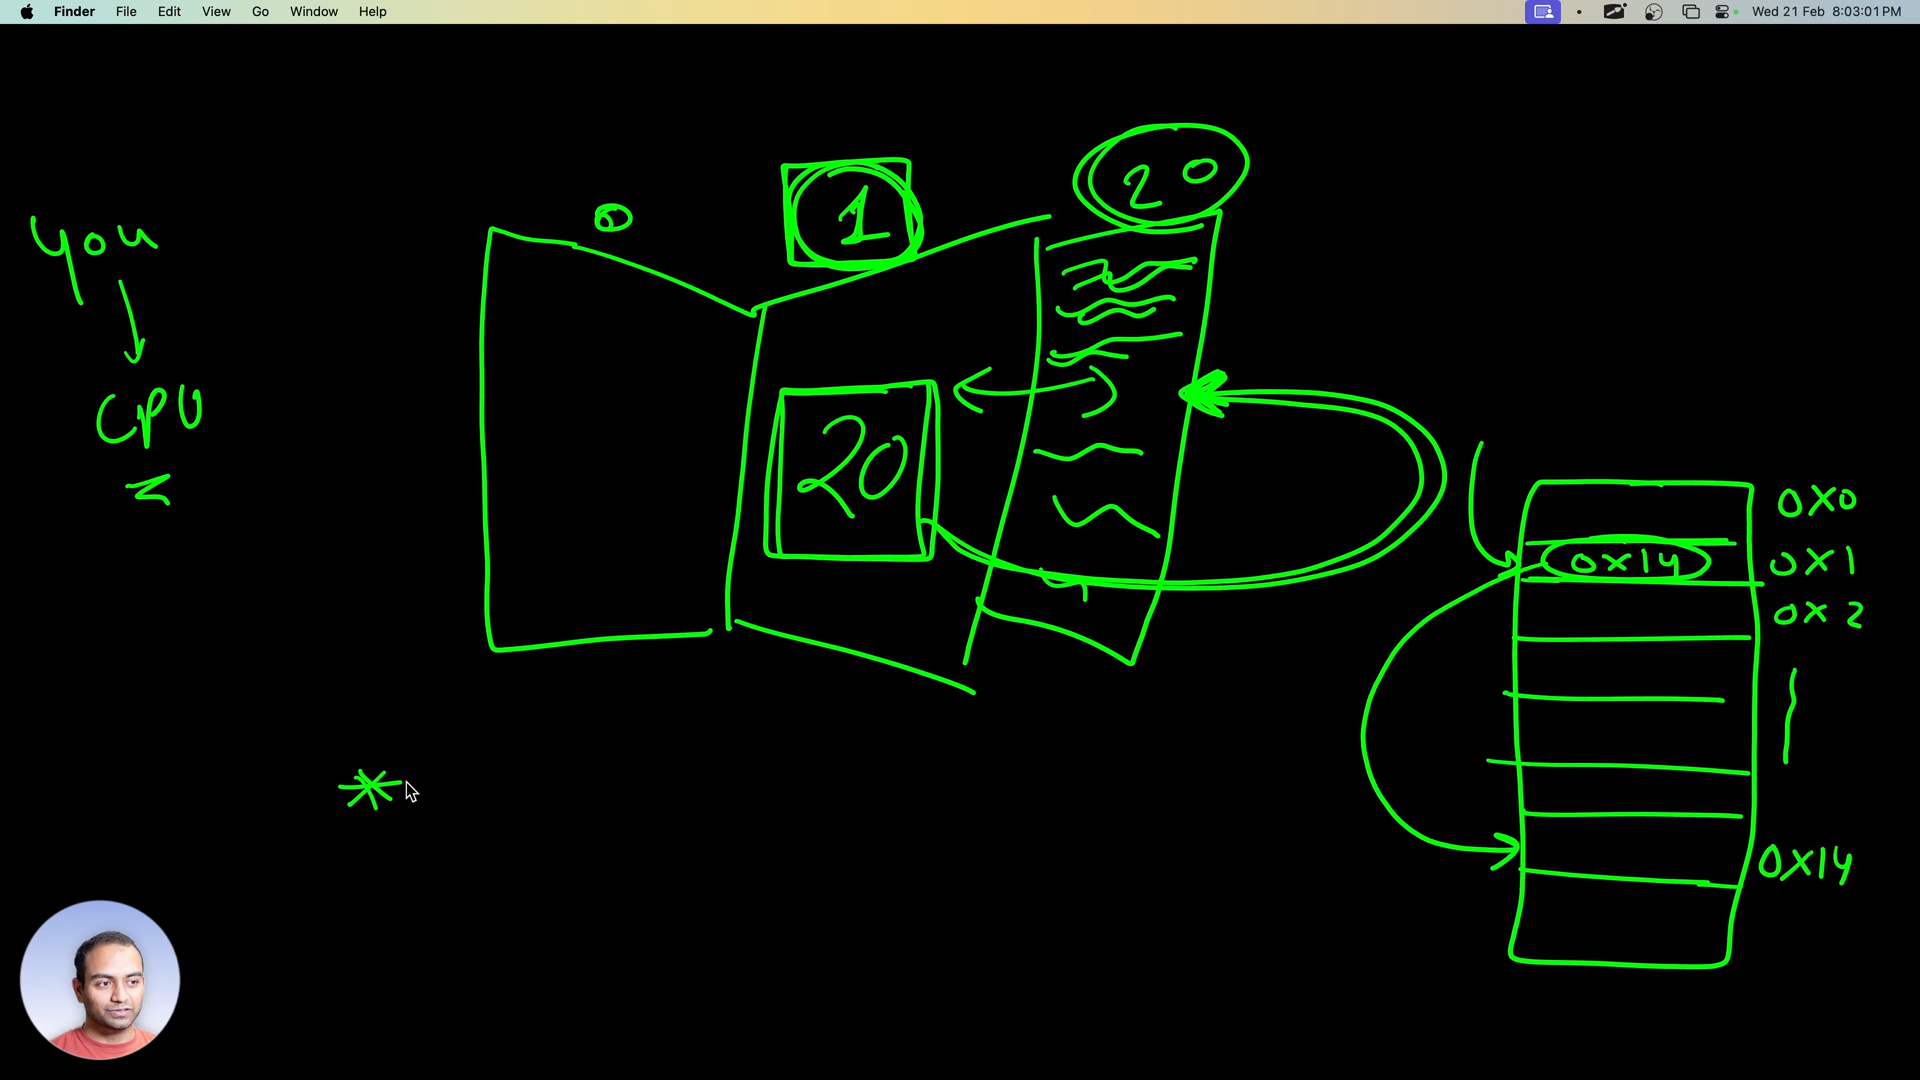 Finder File Edit View Go Window Help Wed 21 Feb 8:03:01 PM
20
1
0
you
CPU
20
0x0
0x14 0x1
0x2
0x14
*